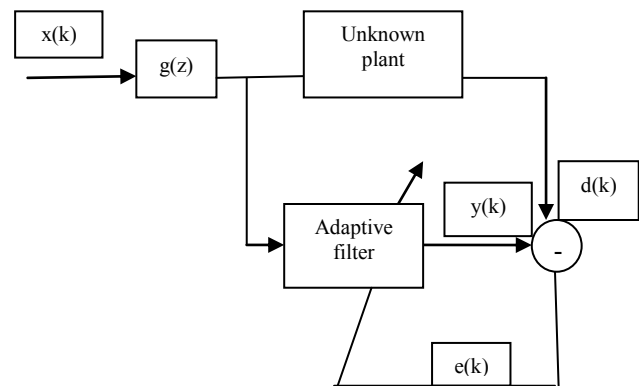 x(k)
g(z)
Unknown
plant
Adaptive
filter
y(k)
d(k)
-
e(k)